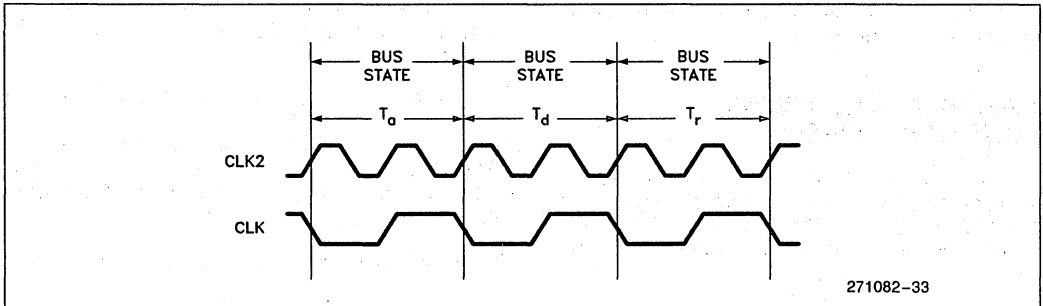 BUS STATE BUS STATE BUS STATE
Ta Td Tr
CLK2
CLK
271082-33